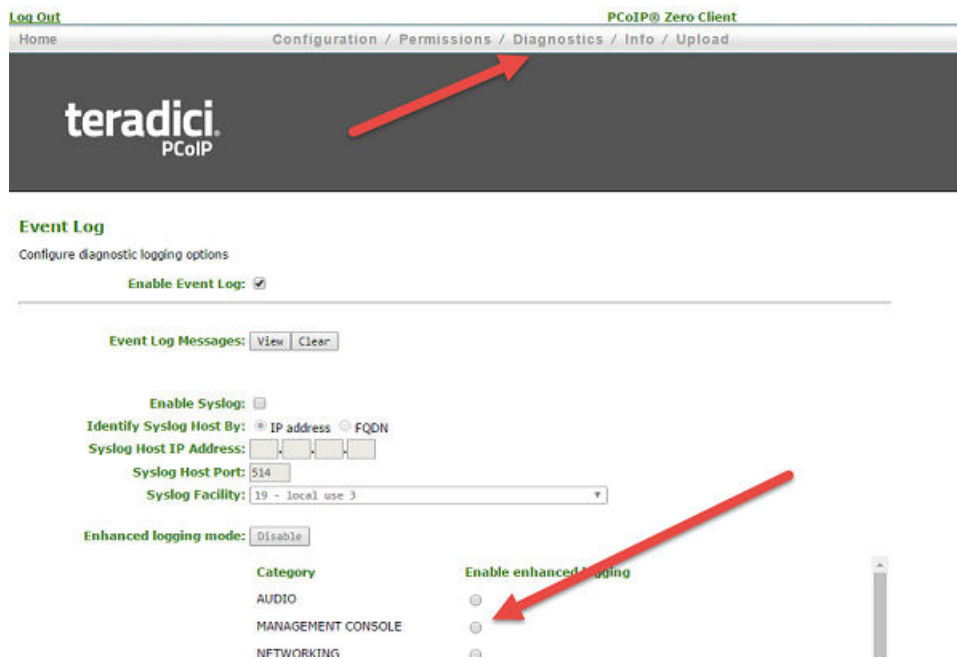 Log Out PCoIP® Zero Client
Home Configuration / Permissions / Diagnostics / Info / Upload
teradici.
PCoIP
Event Log
Configure diagnostic logging options
Enable Event Log:
Event Log Messages: View Clear
Enable Syslog:
Identify Syslog Host By: IP address FQDN
Syslog Host IP Address: . . .
Syslog Host Port: 514
Syslog Facility: 19 - local use 3
Enhanced logging mode: Disable
Category Enable enhanced logging
AUDIO
MANAGEMENT CONSOLE
NETWORKING